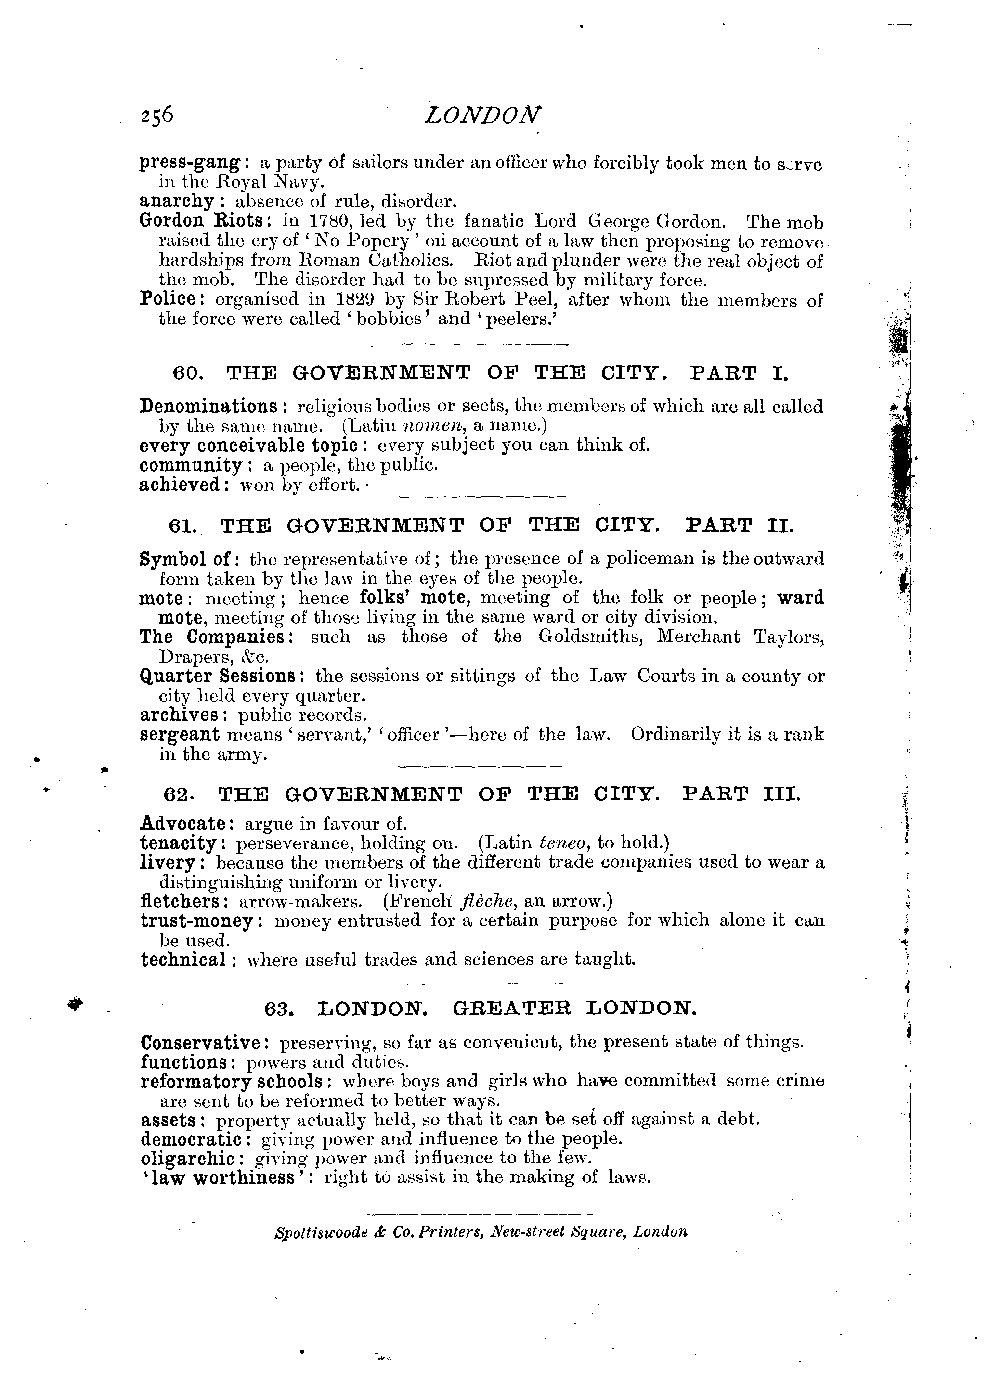 256 LONDON
press-gang: a party of sailors under an officer who forcibly took men to serve
in the Royal Navy.
anarchy: absence of rule, disorder.
Gordon Riots: in 1780, led by the fanatic Lord George Gordon. The mob
raised the cry of 'No Popery' on account of a law then proposing to remove
hardships from Roman Catholics. Riot and plunder were the real object of
the mob. The disorder had to be supressed by military force.
Police: organised in 1829 by Sir Robert Peel, after whom the members of
the force were called 'bobbies' and 'peelers.'
60. THE GOVERNMENT OF THE CITY. PART I.
Denominations: religious bodies or sects, the members of which are all called
by the same name. (Latin nomen, a name.)
every conceivable topic: every subject you can think of.
community: a people, the public.
achieved: won by effort.
61. THE GOVERNMENT OF THE CITY. PART II.
Symbol of: the representative of; the presence of a policeman is the outward
form taken by the law in the eyes of the people.
mote: meeting; hence folks' mote, meeting of the folk or people; ward
mote, meeting of those living in the same ward or city division.
The Companies: such as those of the Goldsmiths, Merchant Taylors,
Drapers, &c.
Quarter Sessions: the sessions or sittings of the Law Courts in a county or
city held every quarter.
archives: public records.
sergeant means 'servant,' 'officer'—here of the law. Ordinarily it is a rank
in the army.
62. THE GOVERNMENT OF THE CITY. PART III.
Advocate: argue in favour of.
tenacity: perseverance, holding on. (Latin teneo, to hold.)
livery: because the members of the different trade companies used to wear a
distinguishing uniform or livery.
fletchers: arrow-makers. (French flèche, an arrow.)
trust-money: money entrusted for a certain purpose for which alone it can
be used.
technical: where useful trades and sciences are taught.
63. LONDON. GREATER LONDON.
Conservative: preserving, so far as convenient, the present state of things.
functions: powers and duties.
reformatory schools: where boys and girls who have committed some crime
are sent to be reformed to better ways.
assets: property actually held, so that it can be set off against a debt.
democratic: giving power and influence to the people.
oligarchic: giving power and influence to the few.
'law worthiness': right to assist in the making of laws.
Spottiswoode & Co. Printers, New-street Square, London